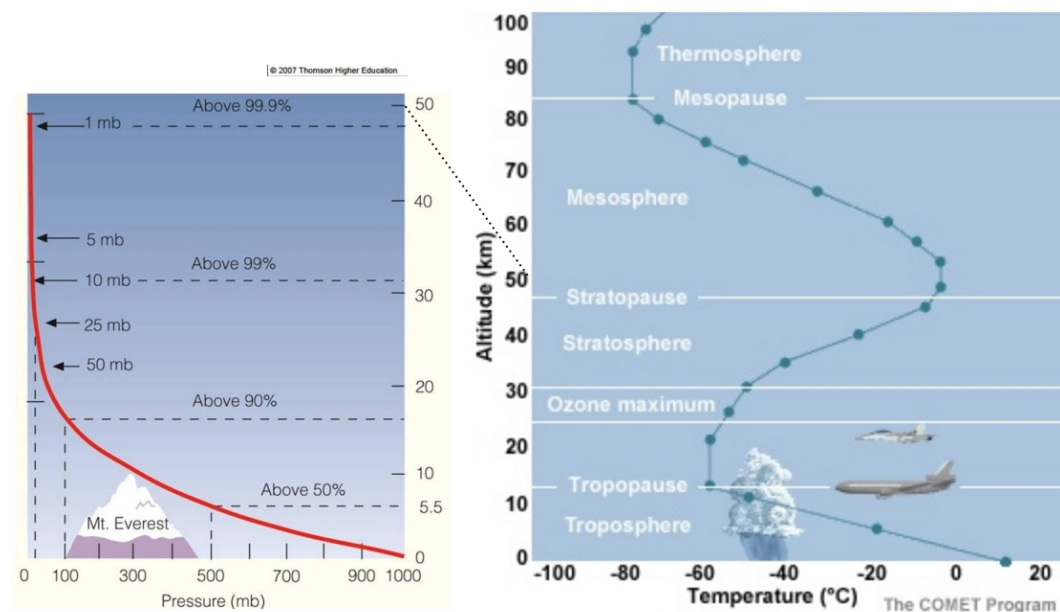 © 2007 Thomson Higher Education
Above 99.9%
1 mb
5 mb
Above 99%
10 mb
25 mb
50 mb
Above 90%
Above 50%
Mt. Everest
50
40
30
20
10
5.5
0
0 100 300 500 700 900 1000
Pressure (mb)
100
90
80
70
60
50
40
30
20
10
0
Altitude (km)
Thermosphere
Mesopause
Mesosphere
Stratopause
Stratosphere
Ozone maximum
Tropopause
Troposphere
-100 -80 -60 -40 -20 0 20
Temperature (°C)
The COMET Program